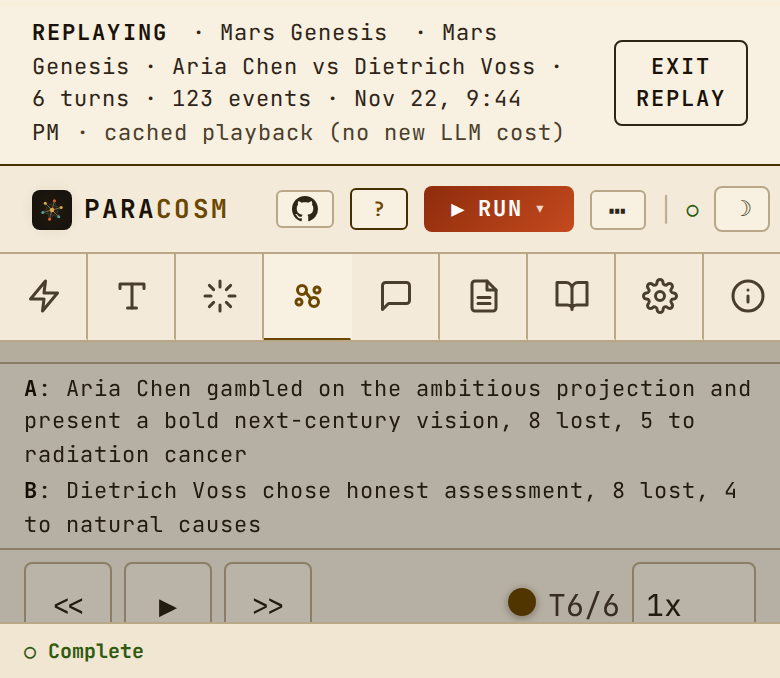 REPLAYING · Mars Genesis · Mars
Genesis · Aria Chen vs Dietrich Voss ·
6 turns · 123 events · Nov 22, 9:44
PM · cached playback (no new LLM cost)
EXIT
REPLAY
PARACOSM
?
▶ RUN ▼
…
A: Aria Chen gambled on the ambitious projection and
present a bold next-century vision, 8 lost, 5 to
radiation cancer
B: Dietrich Voss chose honest assessment, 8 lost, 4
to natural causes
<< ▶ >>
T6/6
1x
○ Complete